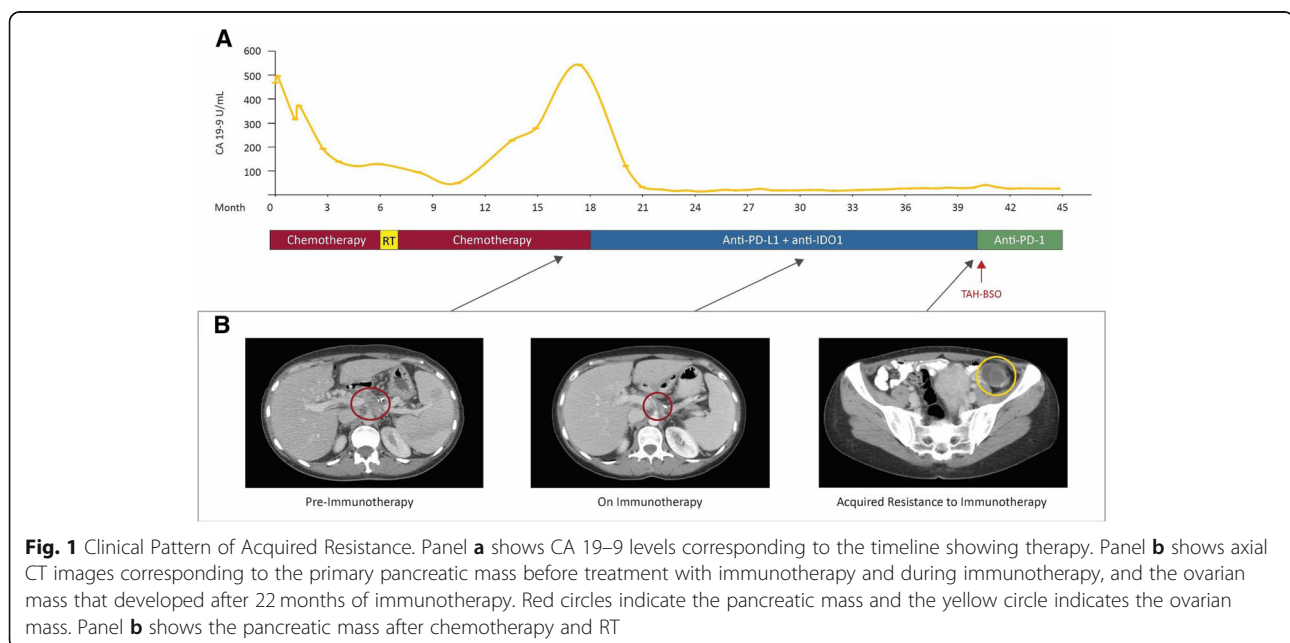 A
600
500
400
300
200
100
CA 19-9 U/mL
Month 0 3 6 9 12 15 18 21 24 27 30 33 36 39 42 45
Chemotherapy RT Chemotherapy Anti-PD-L1 + anti-IDO1 Anti-PD-1
TAH-BSO
B
Pre-Immunotherapy On Immunotherapy Acquired Resistance to Immunotherapy
Fig. 1 Clinical Pattern of Acquired Resistance. Panel a shows CA 19–9 levels corresponding to the timeline showing therapy. Panel b shows axial
CT images corresponding to the primary pancreatic mass before treatment with immunotherapy and during immunotherapy, and the ovarian
mass that developed after 22 months of immunotherapy. Red circles indicate the pancreatic mass and the yellow circle indicates the ovarian
mass. Panel b shows the pancreatic mass after chemotherapy and RT